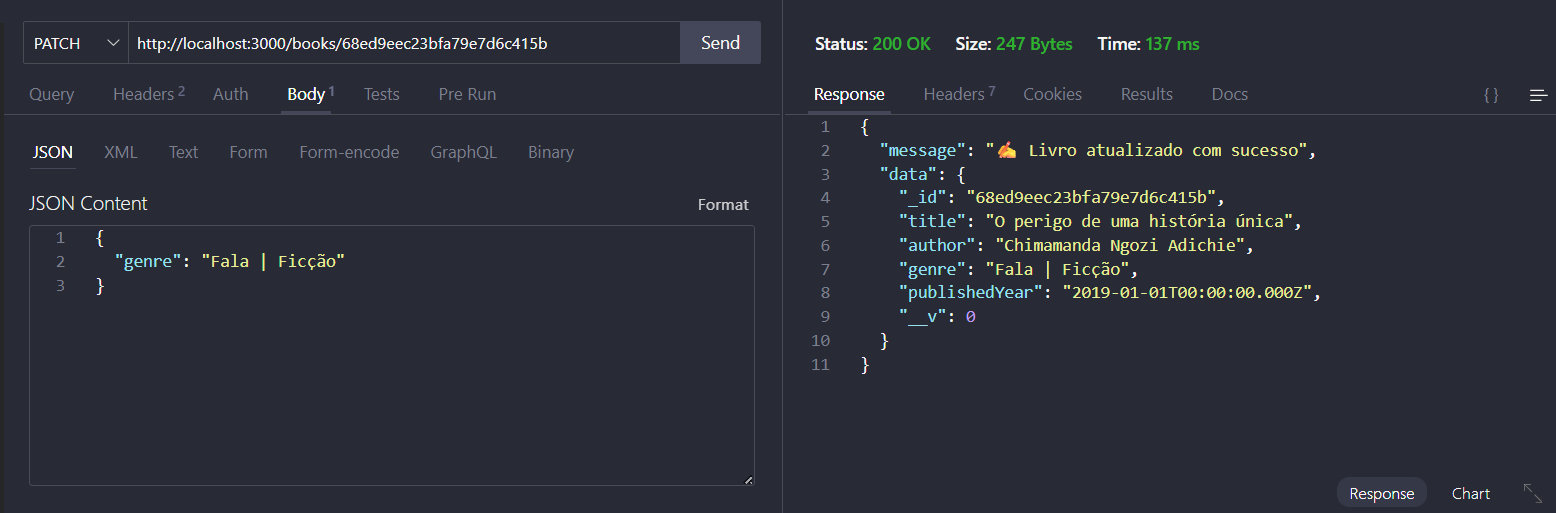 PATCH http://localhost:3000/books/68ed9eec23bfa79e7d6c415b Send
Query Headers 2 Auth Body 1 Tests Pre Run
JSON XML Text Form Form-encode GraphQL Binary
JSON Content Format
1 {
2 "genre": "Fala | Ficção"
3 }
Status: 200 OK Size: 247 Bytes Time: 137 ms
Response Headers 7 Cookies Results Docs { }
1 {
2 "message": "✍️ Livro atualizado com sucesso",
3 "data": {
4 "_id": "68ed9eec23bfa79e7d6c415b",
5 "title": "O perigo de uma história única",
6 "author": "Chimamanda Ngozi Adichie",
7 "genre": "Fala | Ficção",
8 "publishedYear": "2019-01-01T00:00:00.000Z",
9 "__v": 0
10 }
11 }
Response Chart